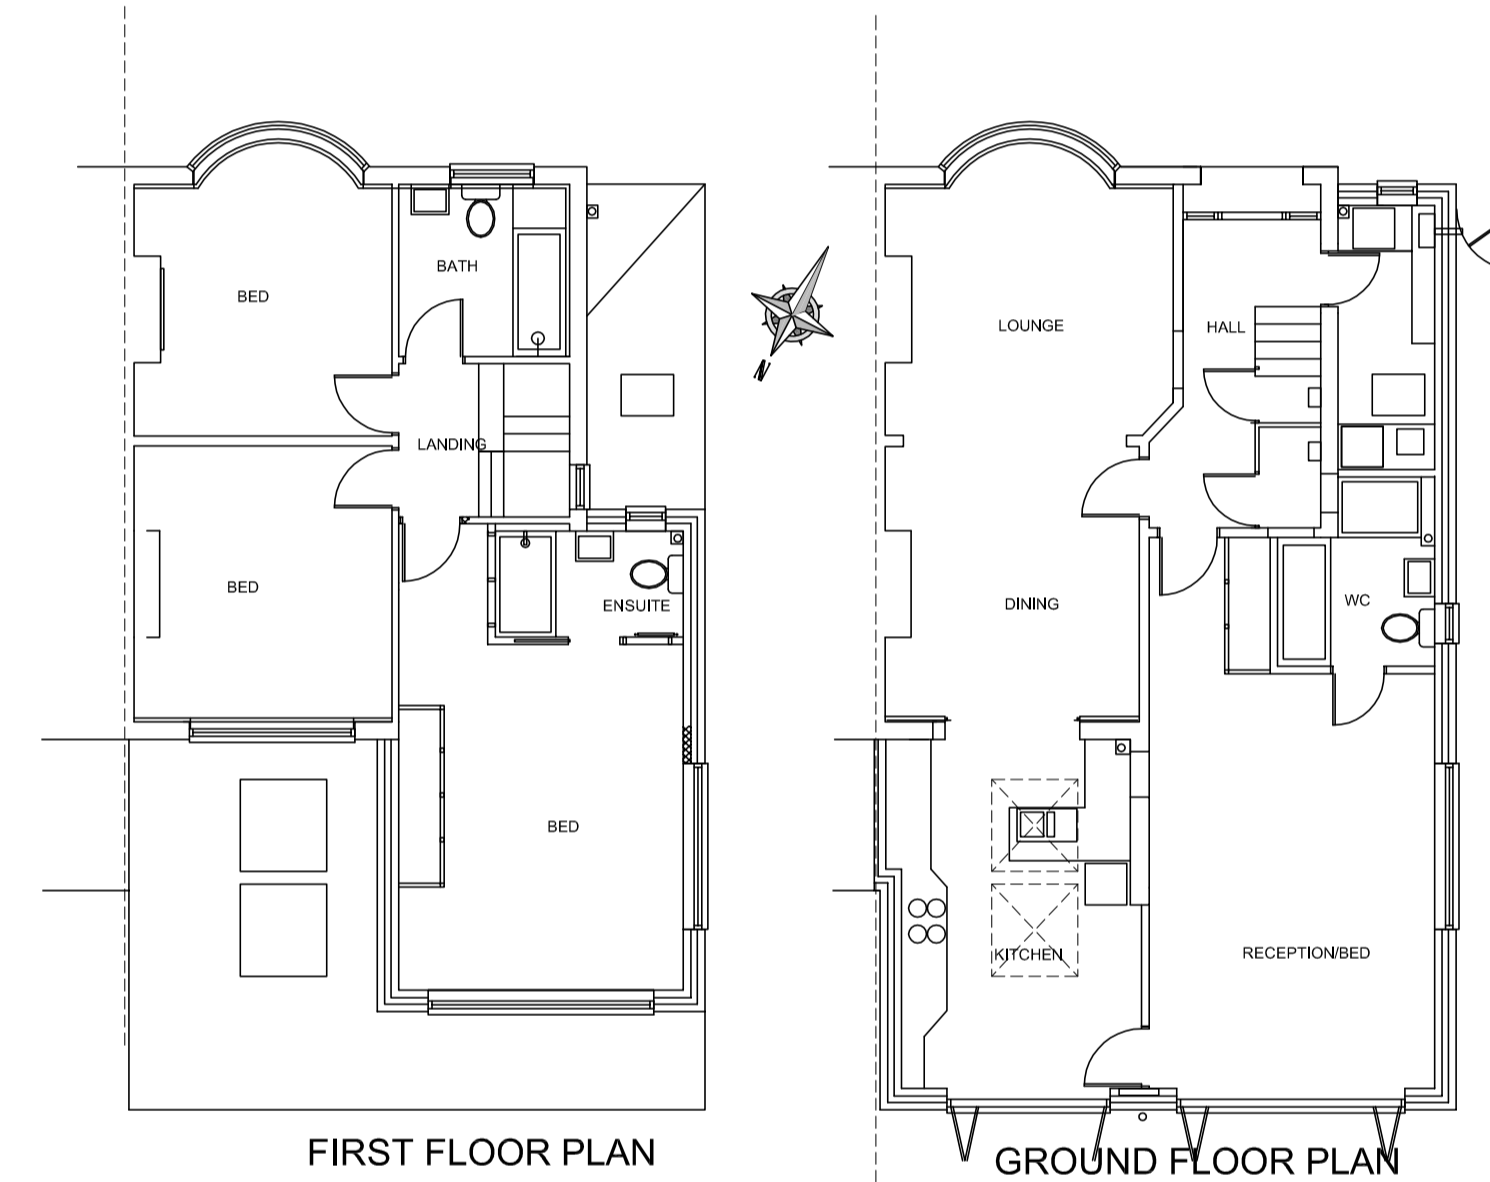 BED
BATH
LANDING
BED
ENSUITE
BED
FIRST FLOOR PLAN
N
LOUNGE
HALL
DINING
WC
KITCHEN
RECEPTION/BED
GROUND FLOOR PLAN